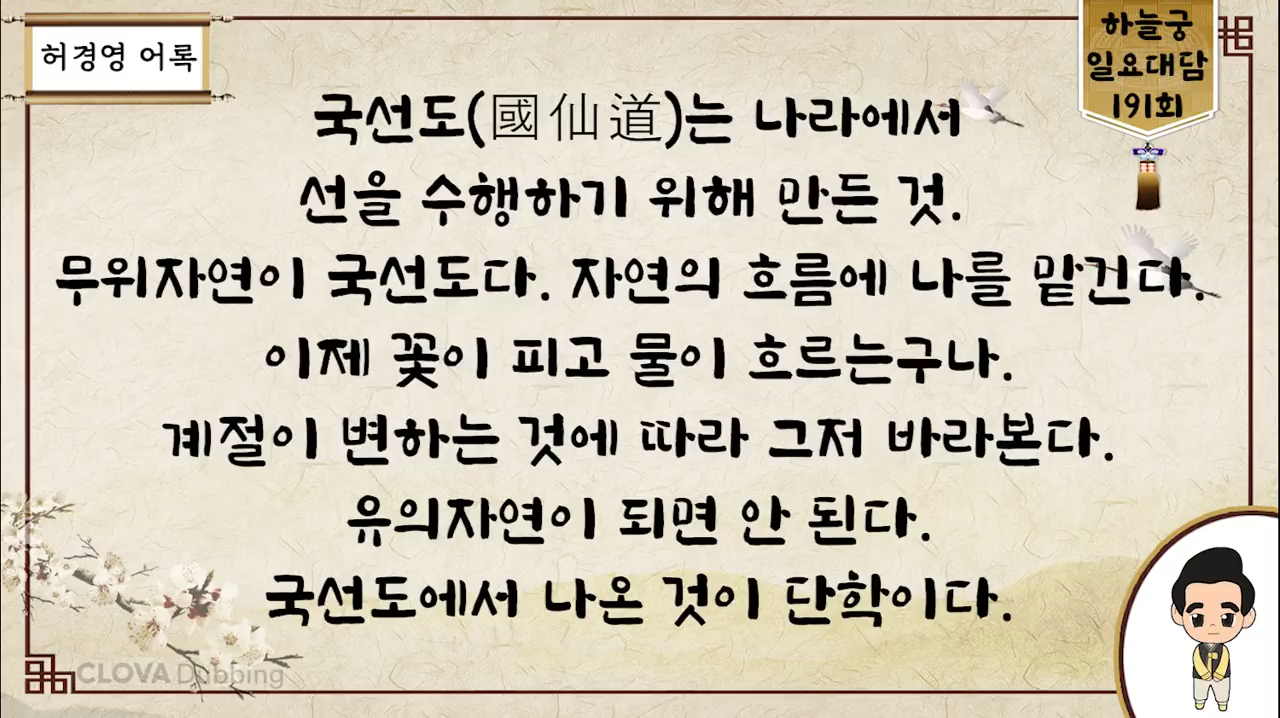 허경영 어록
하늘궁
일요대담
191회
국선도(國仙道)는 나라에서
선을 수행하기 위해 만든 것.
무위자연이 국선도다. 자연의 흐름에 나를 맡긴다.
이제 꽃이 피고 물이 흐르는구나.
계절이 변하는 것에 따라 그저 바라본다.
유의자연이 되면 안 된다.
국선도에서 나온 것이 단학이다.
CLOVA Dubbing